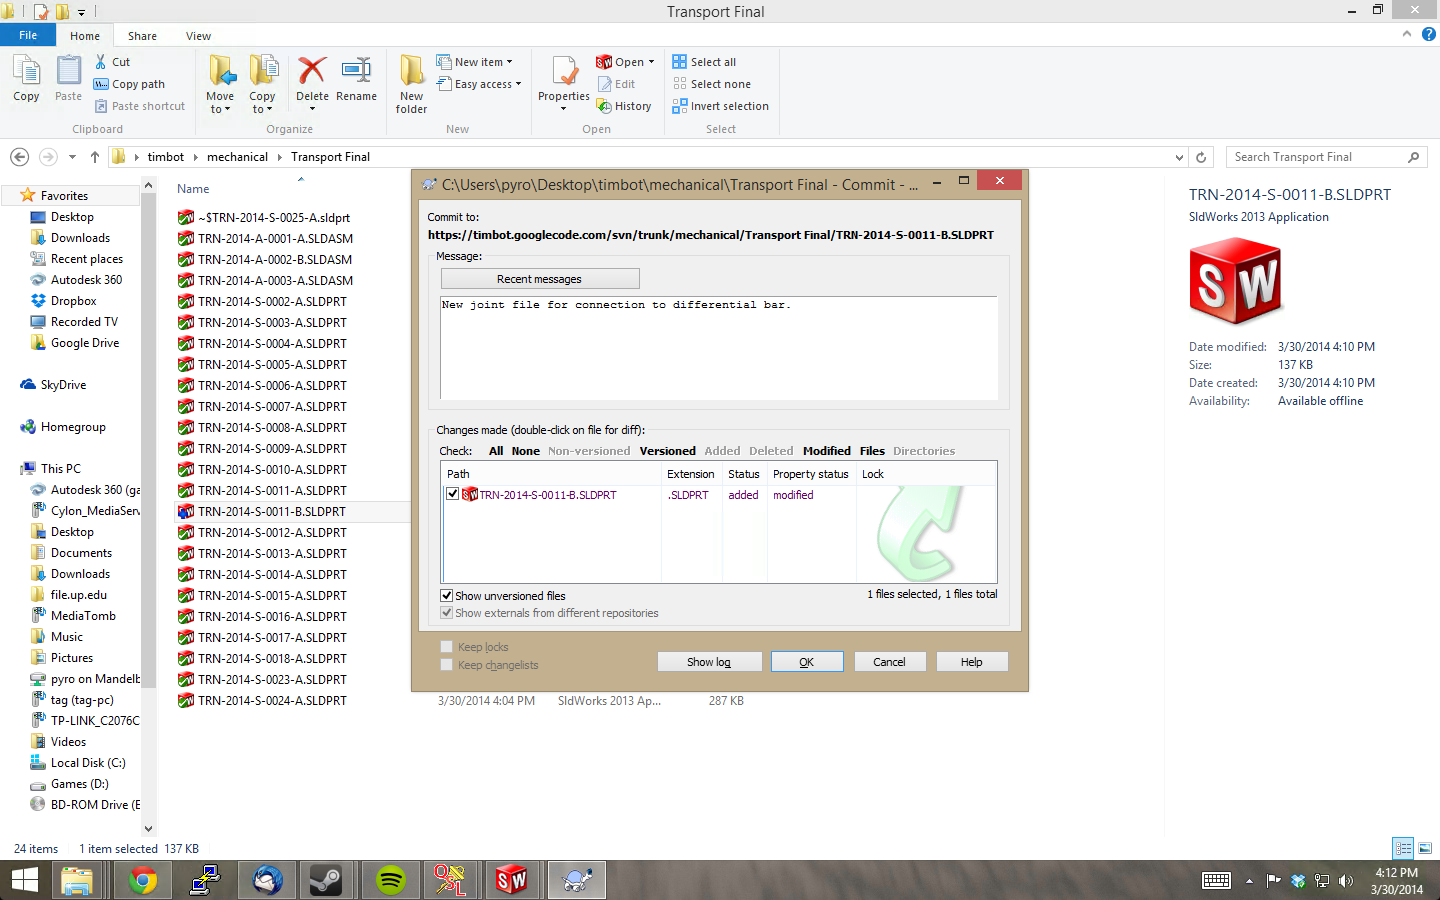 Transport Final
File
Home
Share
View
Copy
Paste
Cut
Copy path
Paste shortcut
Clipboard
Move to
Copy to
Delete
Rename
Organize
New folder
New item
Easy access
New
Properties
Open
Edit
History
Open
Select all
Select none
Invert selection
Select
timbot
mechanical
Transport Final
Search Transport Final
Favorites
Desktop
Downloads
Recent places
Autodesk 360
Dropbox
Recorded TV
Google Drive
SkyDrive
Homegroup
This PC
Autodesk 360 (ga
Cylon_MediaServ
Desktop
Documents
Downloads
file.up.edu
MediaTomb
Music
Pictures
pyro on Mandelb
tag (tag-pc)
TP-LINK_C2076C
Videos
Local Disk (C:)
Games (D:)
BD-ROM Drive (E
Name
~$TRN-2014-S-0025-A.sldprt
TRN-2014-A-0001-A.SLDASM
TRN-2014-A-0002-B.SLDASM
TRN-2014-A-0003-A.SLDASM
TRN-2014-S-0002-A.SLDPRT
TRN-2014-S-0003-A.SLDPRT
TRN-2014-S-0004-A.SLDPRT
TRN-2014-S-0005-A.SLDPRT
TRN-2014-S-0006-A.SLDPRT
TRN-2014-S-0007-A.SLDPRT
TRN-2014-S-0008-A.SLDPRT
TRN-2014-S-0009-A.SLDPRT
TRN-2014-S-0010-A.SLDPRT
TRN-2014-S-0011-A.SLDPRT
TRN-2014-S-0011-B.SLDPRT
TRN-2014-S-0012-A.SLDPRT
TRN-2014-S-0013-A.SLDPRT
TRN-2014-S-0014-A.SLDPRT
TRN-2014-S-0015-A.SLDPRT
TRN-2014-S-0016-A.SLDPRT
TRN-2014-S-0017-A.SLDPRT
TRN-2014-S-0018-A.SLDPRT
TRN-2014-S-0023-A.SLDPRT
TRN-2014-S-0024-A.SLDPRT 3/30/2014 4:04 PM SldWorks 2013 Ap... 287 KB
C:\Users\pyro\Desktop\timbot\mechanical\Transport Final - Commit - ...
Commit to:
https://timbot.googlecode.com/svn/trunk/mechanical/Transport Final/TRN-2014-S-0011-B.SLDPRT
Message:
Recent messages
New joint file for connection to differential bar.
Changes made (double-click on file for diff):
Check: All None Non-versioned Versioned Added Deleted Modified Files Directories
Path Extension Status Property status Lock
TRN-2014-S-0011-B.SLDPRT .SLDPRT added modified
Show unversioned files
1 files selected, 1 files total
Show externals from different repositories
Keep locks
Keep changelists
Show log
OK
Cancel
Help
TRN-2014-S-0011-B.SLDPRT
SldWorks 2013 Application
SW
Date modified: 3/30/2014 4:10 PM
Size: 137 KB
Date created: 3/30/2014 4:10 PM
Availability: Available offline
24 items 1 item selected 137 KB
4:12 PM
3/30/2014